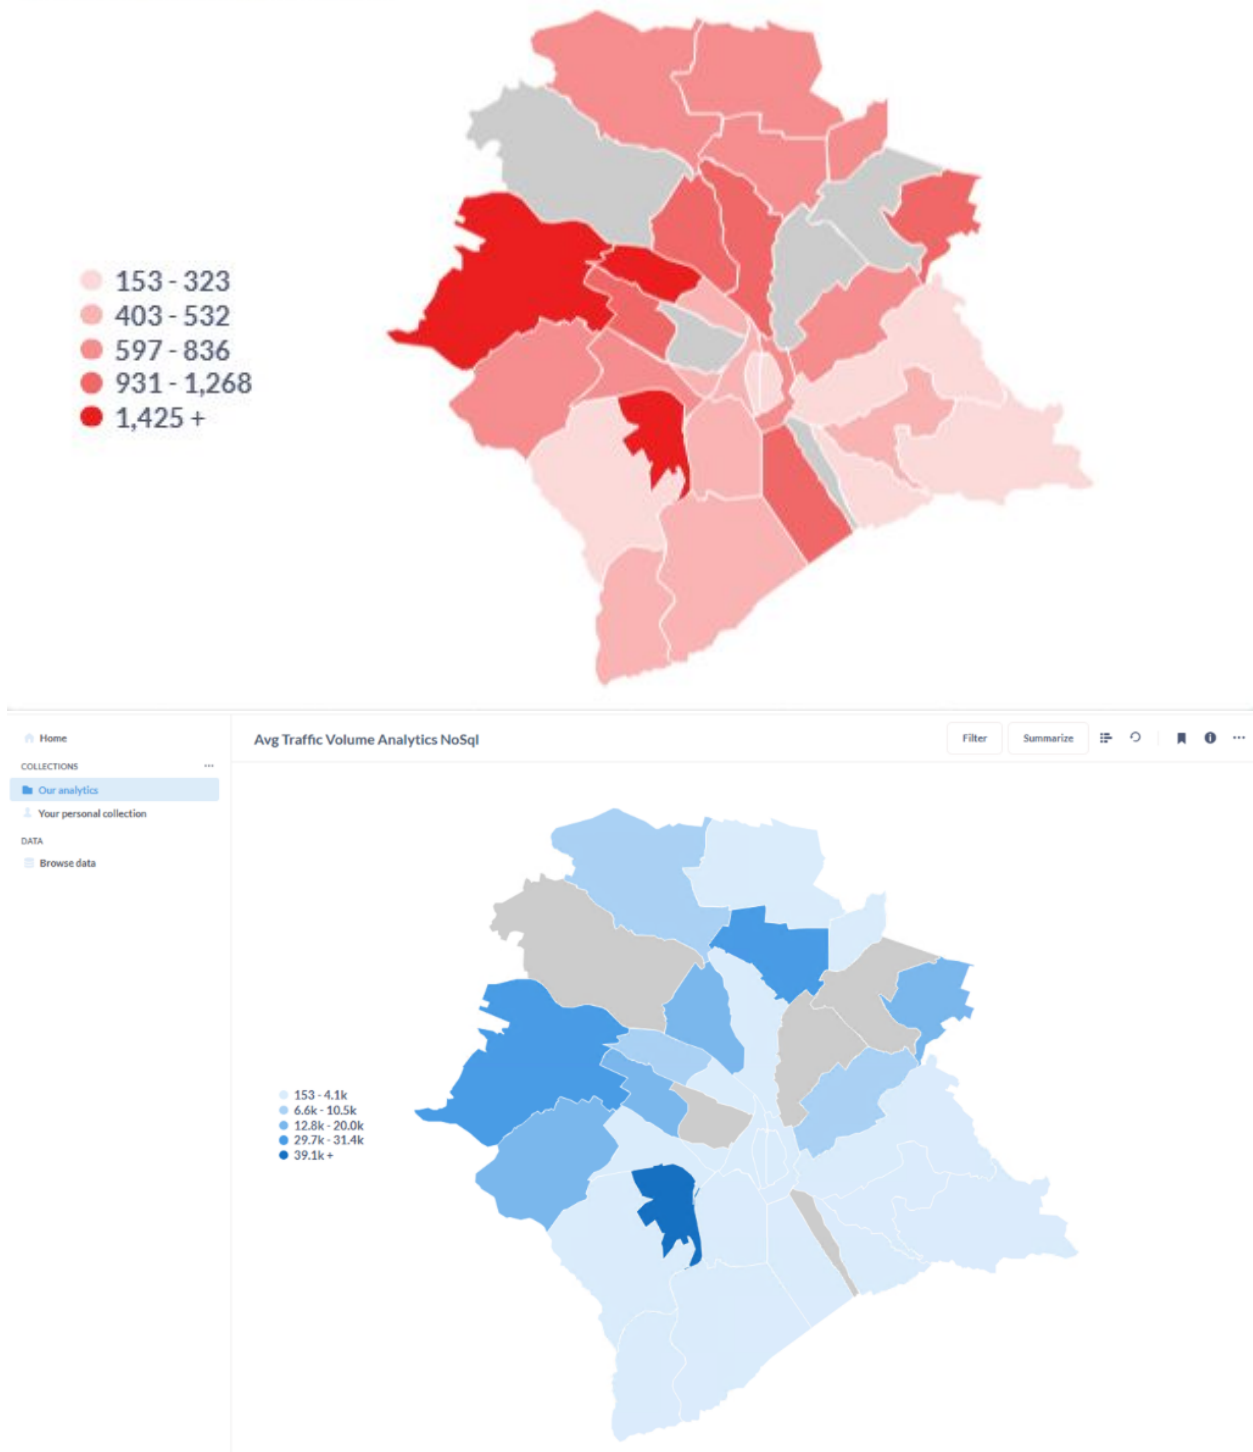 153 - 323
403 - 532
597 - 836
931 - 1,268
1,425 +
Home
Avg Traffic Volume Analytics NoSql
Filter
Summarize
COLLECTIONS
...
Our analytics
Your personal collection
DATA
Browse data
153 - 4.1k
6.6k - 10.5k
12.8k - 20.0k
29.7k - 31.4k
39.1k +